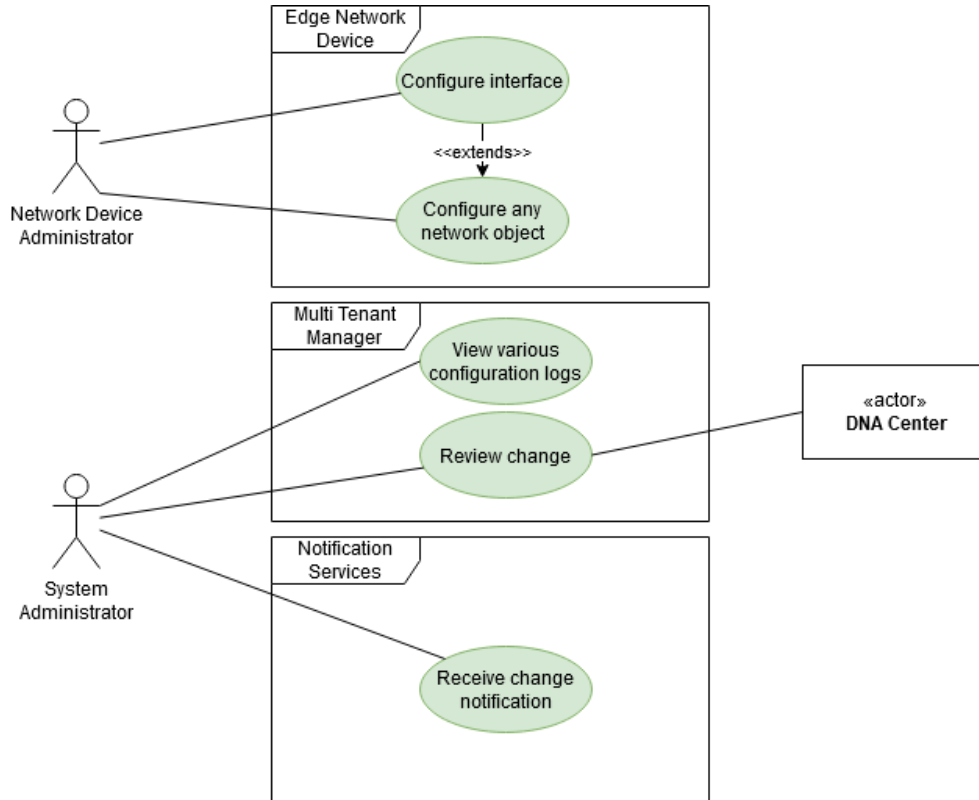 Edge Network
Device
Configure interface
<<extends>>
Configure any
network object
Network Device
Administrator
Multi Tenant
Manager
View various
configuration logs
Review change
«actor»
DNA Center
System
Administrator
Notification
Services
Receive change
notification